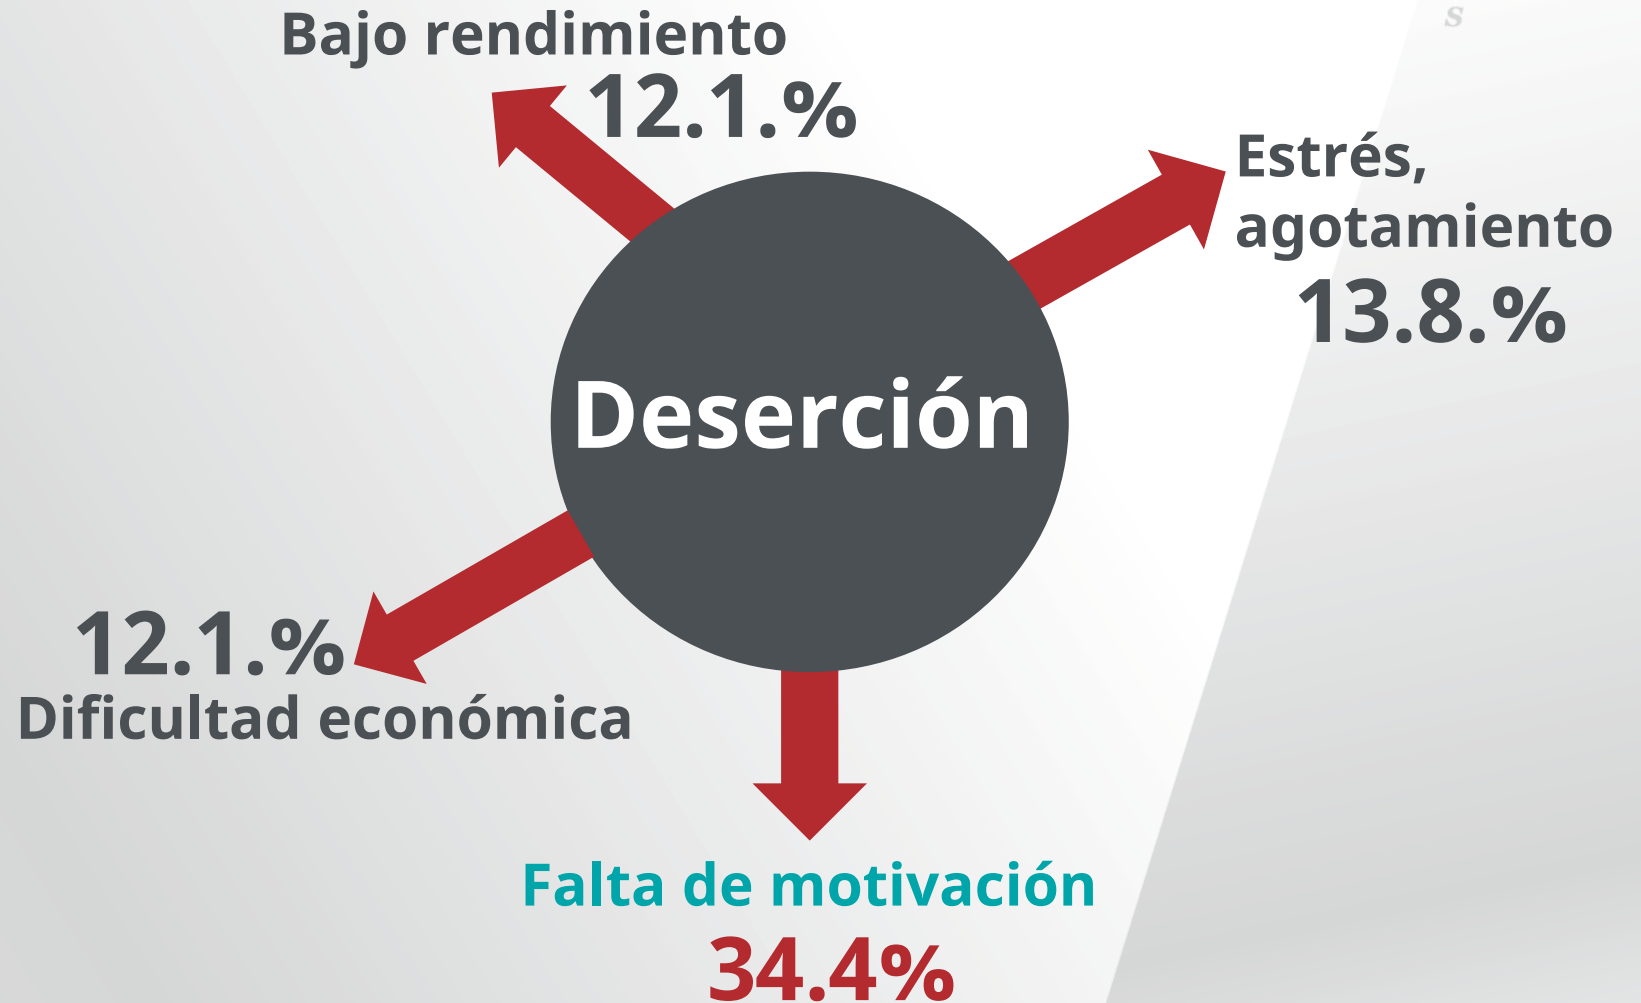 s
Bajo rendimiento
12.1.%
Estrés,
agotamiento
13.8.%
Deserción
12.1.%
Dificultad económica
Falta de motivación
34.4%